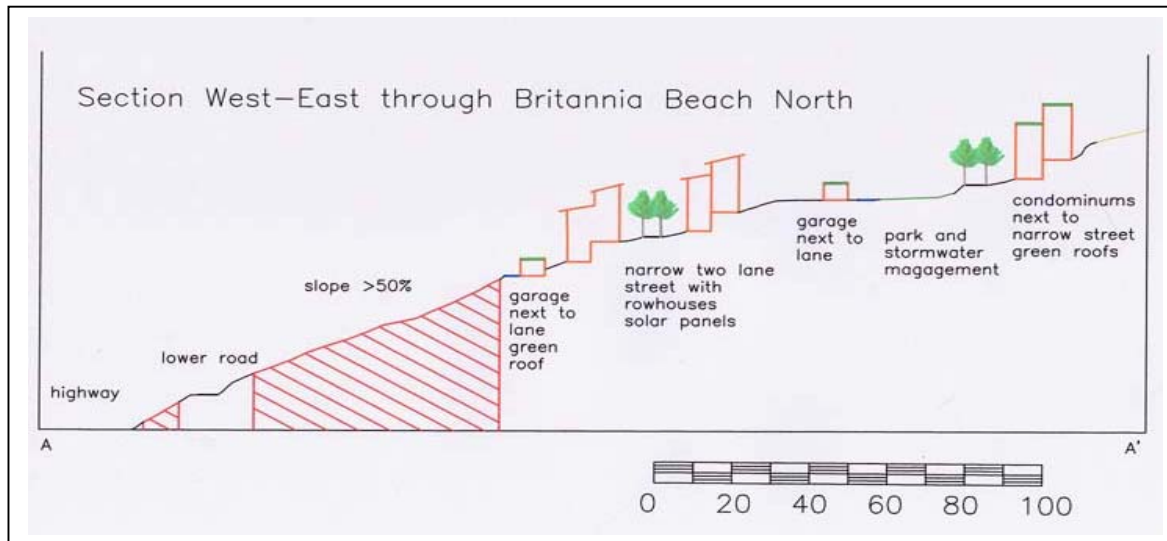 Section West-East through Britannia Beach North
slope >50%
lower road
highway
garage
next to
lane
green
roof
narrow two lane
street with
rowhouses
solar panels
garage
next to
lane
park and
stormwater
magagement
condominums
next to
narrow street
green roofs
A
A'
0 20 40 60 80 100